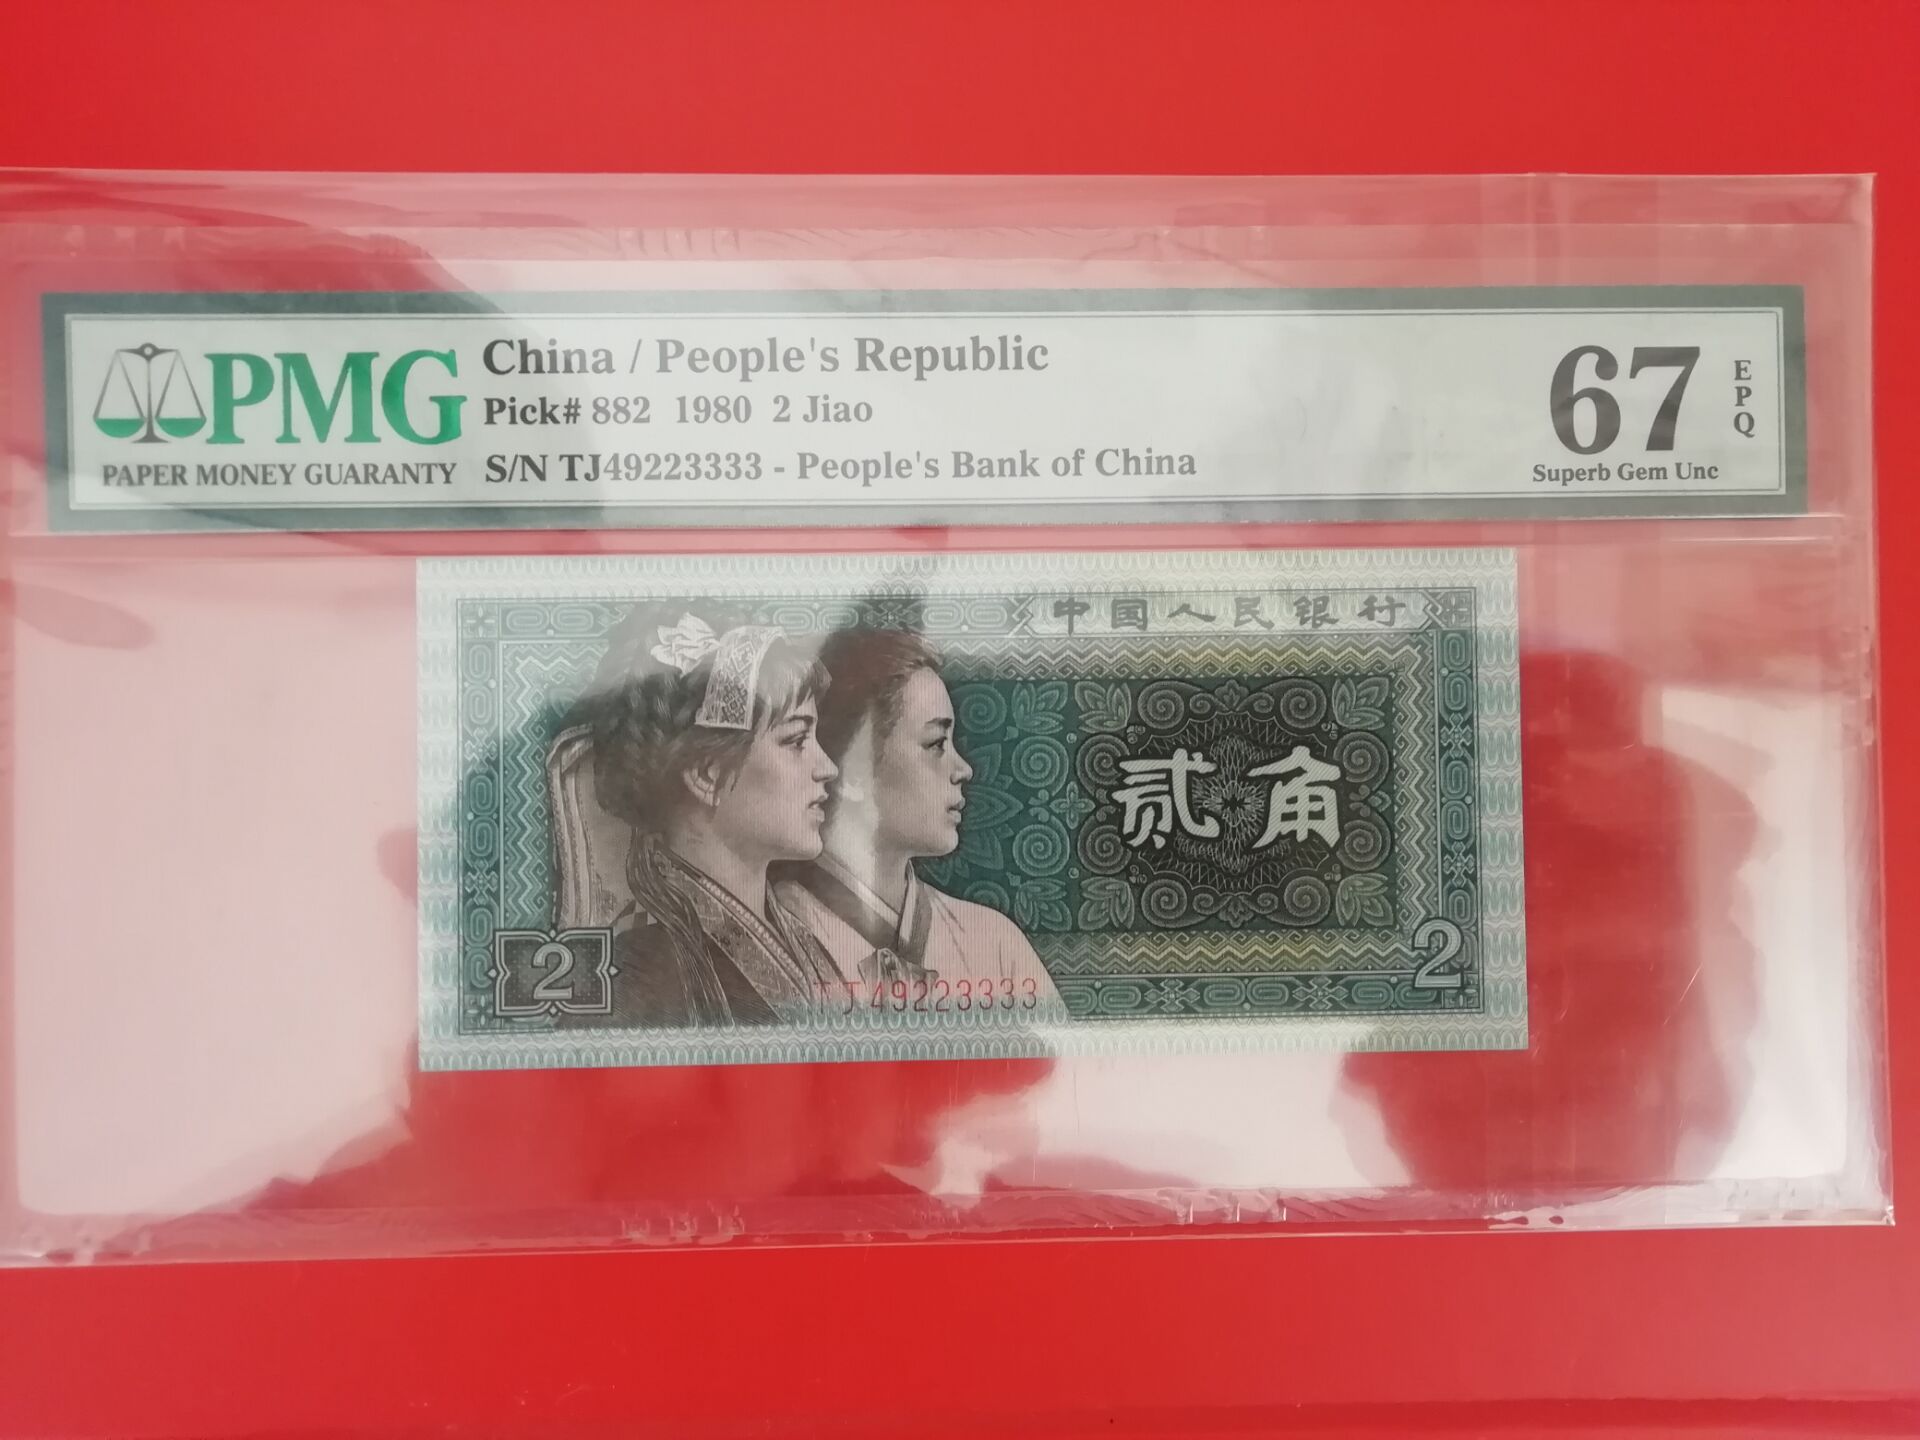 PMG
PAPER MONEY GUARANTY
China / People's Republic
Pick# 882 1980 2 Jiao
S/N TJ49223333 - People's Bank of China
67
EPQ
Superb Gem Unc
中国人民银行
贰角
2
2
TJ49223333